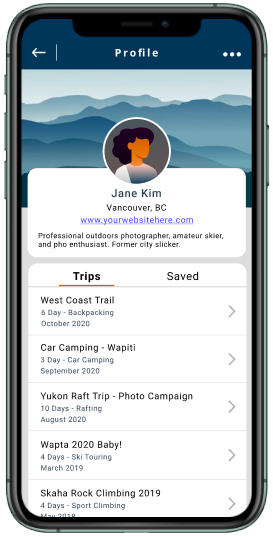 Profile
Jane Kim
Vancouver, BC
www.yourwebsitehere.com
Professional outdoors photographer, amateur skier,
and pho enthusiast. Former city slicker.
Trips
Saved
West Coast Trail
6 Day - Backpacking
October 2020
Car Camping - Wapiti
3 Day - Car Camping
September 2020
Yukon Raft Trip - Photo Campaign
10 Days - Rafting
August 2020
Wapta 2020 Baby!
4 Days - Ski Touring
March 2019
Skaha Rock Climbing 2019
4 Days - Sport Climbing
May 2018